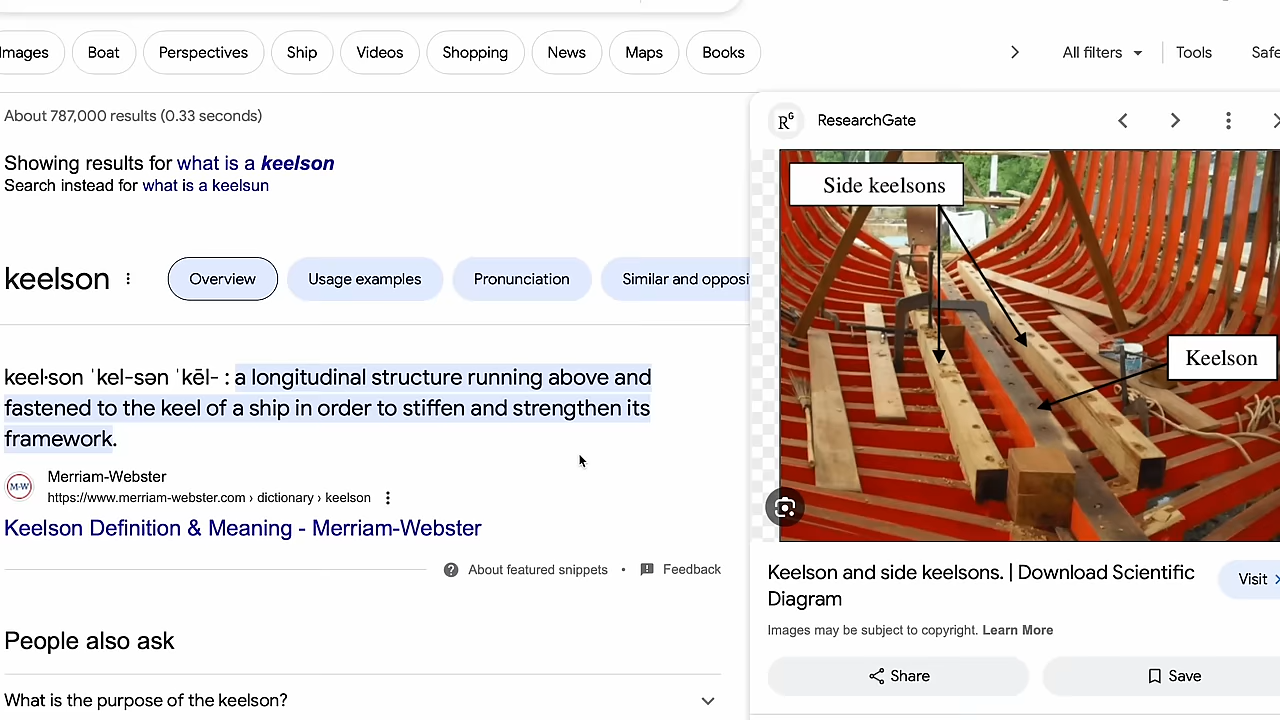 Images Boat Perspectives Ship Videos Shopping News Maps Books All filters Tools Safe
About 787,000 results (0.33 seconds)
Showing results for what is a keelson
Search instead for what is a keelsun
keelson Overview Usage examples Pronunciation Similar and opposi
keel·son ˈkel-sən ˈkēl- : a longitudinal structure running above and
fastened to the keel of a ship in order to stiffen and strengthen its
framework.
M-W
Merriam-Webster
https://www.merriam-webster.com › dictionary › keelson
Keelson Definition & Meaning - Merriam-Webster
About featured snippets • Feedback
People also ask
What is the purpose of the keelson?
RG ResearchGate
Side keelsons
Keelson
Keelson and side keelsons. | Download Scientific
Diagram
Visit
Images may be subject to copyright. Learn More
Share Save